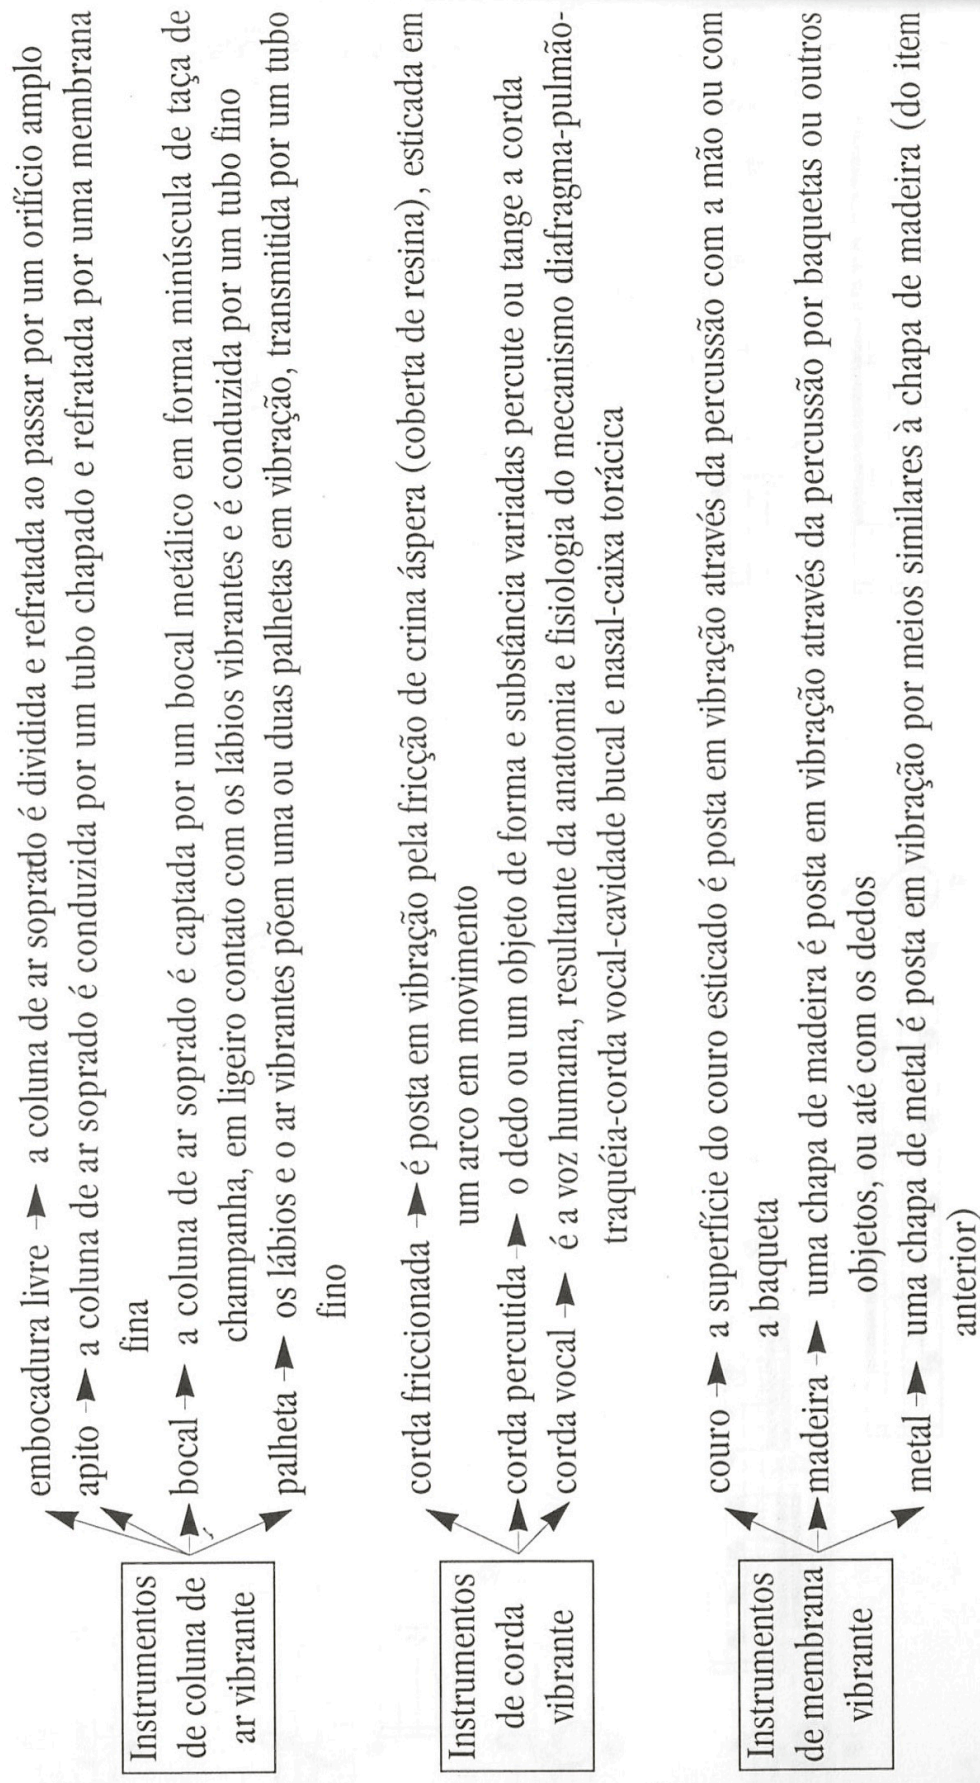 Instrumentos
de coluna de
ar vibrante
embocadura livre → a coluna de ar soprado é dividida e refratada ao passar por um orifício amplo
apito → a coluna de ar soprado é conduzida por um tubo chapado e refratada por uma membrana
fina
bocal → a coluna de ar soprado é captada por um bocal metálico em forma minúscula de taça de
champanha, em ligeiro contato com os lábios vibrantes e é conduzida por um tubo fino
palheta → os lábios e o ar vibrantes põem uma ou duas palhetas em vibração, transmitida por um tubo
fino
Instrumentos
de corda
vibrante
corda friccionada → é posta em vibração pela fricção de crina áspera (coberta de resina), esticada em
um arco em movimento
corda percutida → o dedo ou um objeto de forma e substância variadas percute ou tange a corda
corda vocal → é a voz humana, resultante da anatomia e fisiologia do mecanismo diafragma-pulmão-
traquéia-corda vocal-cavidade bucal e nasal-caixa torácica
Instrumentos
de membrana
vibrante
couro → a superfície do couro esticado é posta em vibração através da percussão com a mão ou com
a baqueta
madeira → uma chapa de madeira é posta em vibração através da percussão por baquetas ou outros
objetos, ou até com os dedos
metal → uma chapa de metal é posta em vibração por meios similares à chapa de madeira (do item
anterior)